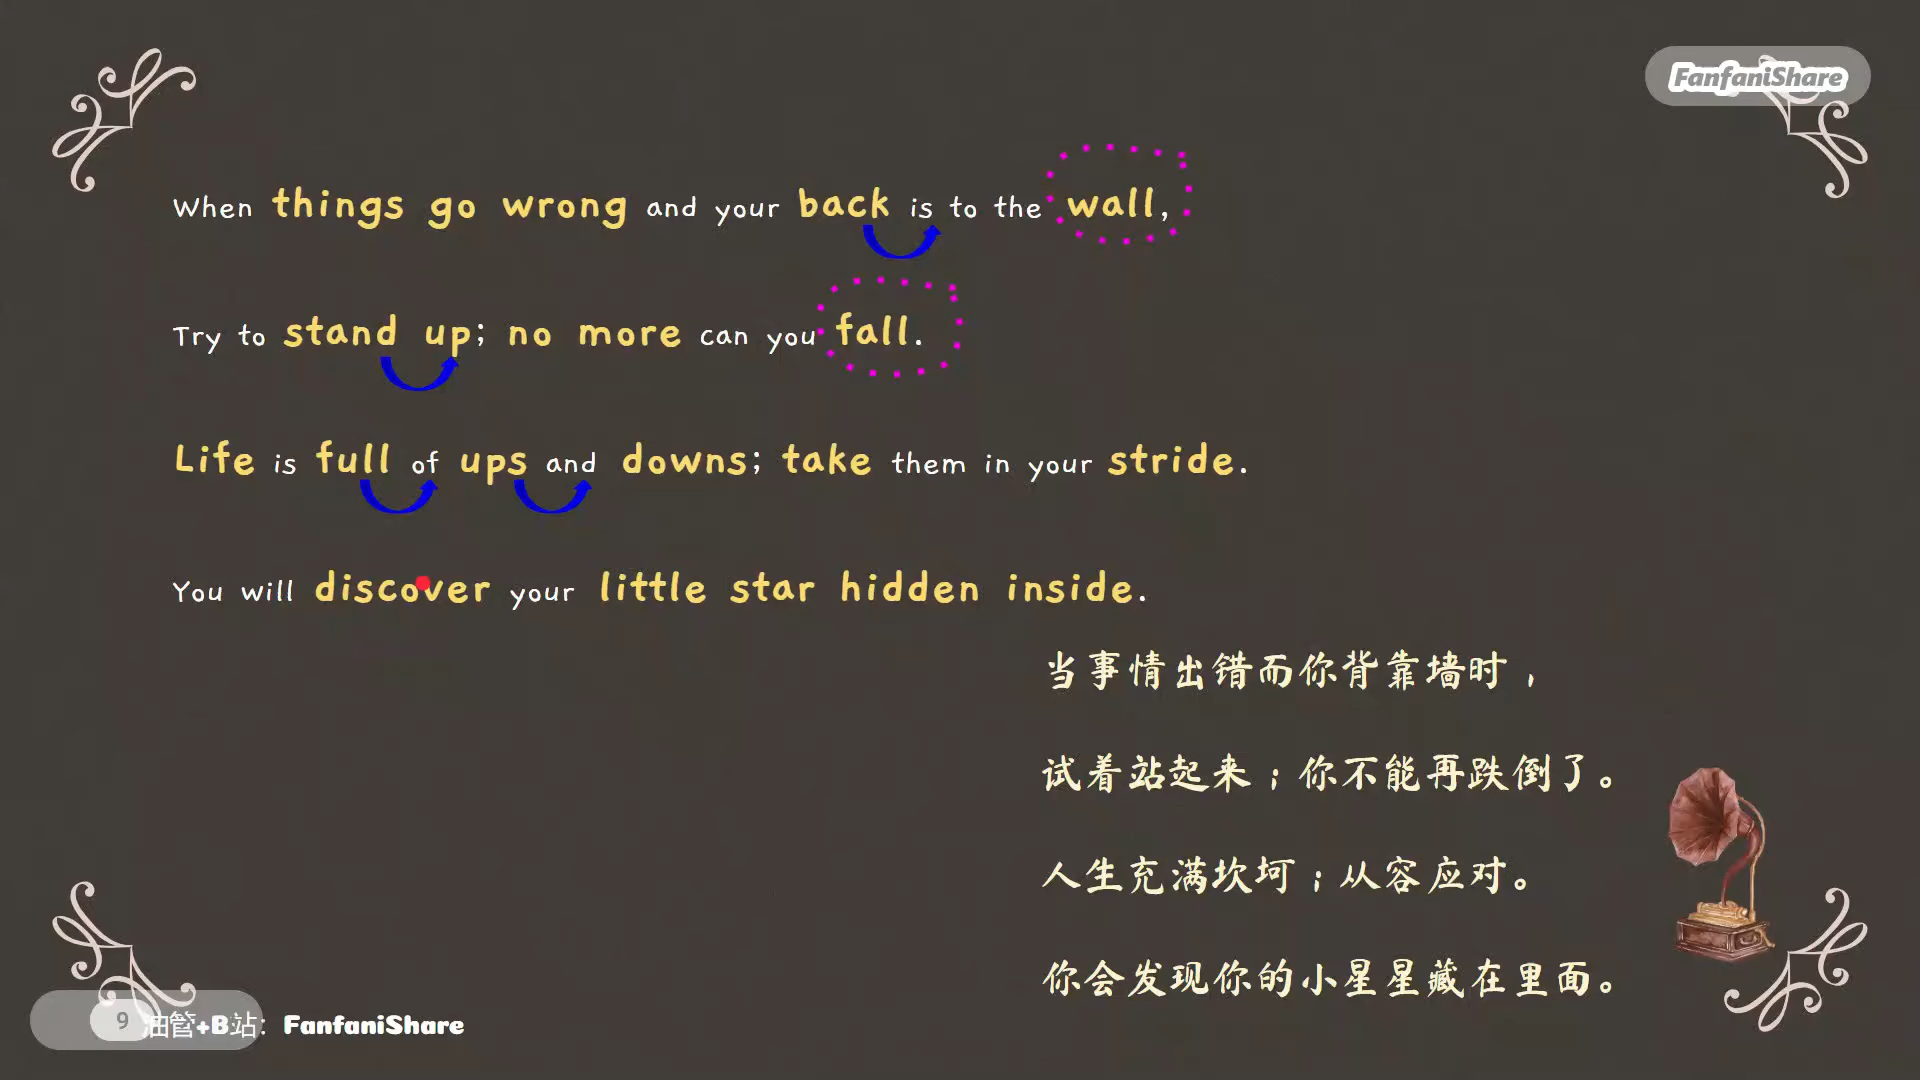 FanfaniShare
When things go wrong and your back is to the wall,
Try to stand up; no more can you fall.
Life is full of ups and downs; take them in your stride.
You will discover your little star hidden inside.
当事情出错而你背靠墙时，
试着站起来；你不能再跌倒了。
人生充满坎坷；从容应对。
你会发现你的小星星藏在里面。
9 油管+B站：FanfaniShare